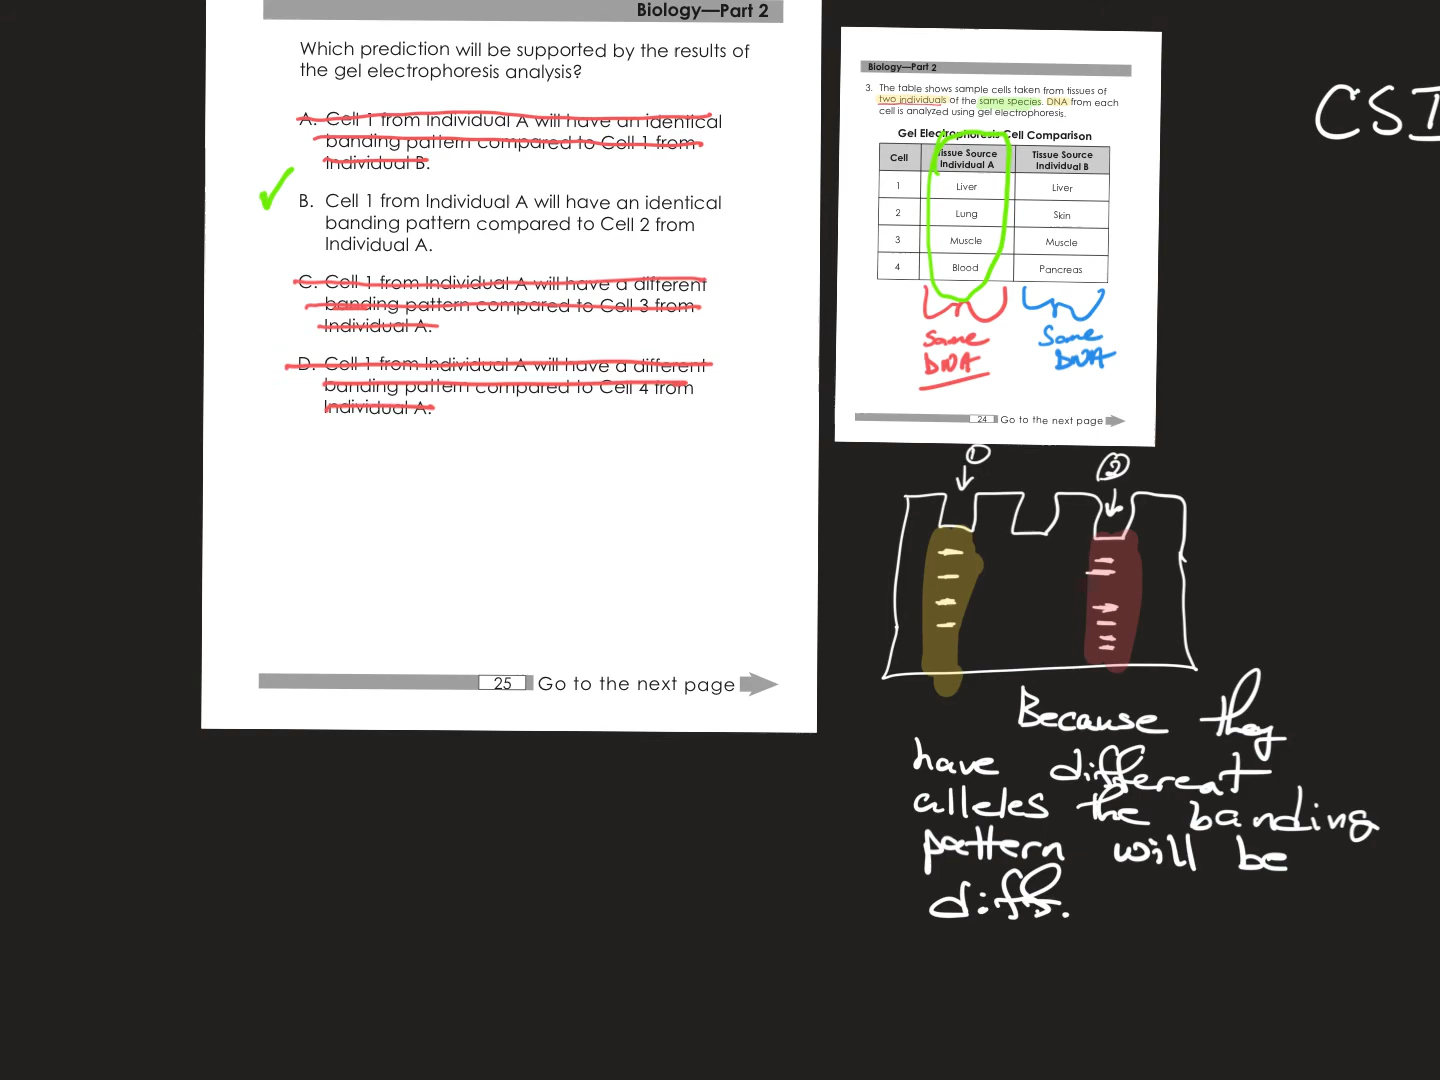 Biology—Part 2
Which prediction will be supported by the results of
the gel electrophoresis analysis?
A. Cell 1 from Individual A will have an identical
banding pattern compared to Cell 1 from
Individual B.
B. Cell 1 from Individual A will have an identical
banding pattern compared to Cell 2 from
Individual A.
C. Cell 1 from Individual A will have a different
banding pattern compared to Cell 3 from
Individual A.
D. Cell 1 from Individual A will have a different
banding pattern compared to Cell 4 from
Individual A.
25 Go to the next page
Biology—Part 2
3. The table shows sample cells taken from tissues of
two individuals of the same species. DNA from each
cell is analyzed using gel electrophoresis.
Gel Electrophoresis Cell Comparison
Cell Tissue Source Individual A Tissue Source Individual B
1 Liver Liver
2 Lung Skin
3 Muscle Muscle
4 Blood Pancreas
Same Same
DNA DNA
24 Go to the next page
CSI
1 2
Because they
have different
alleles the banding
pattern will be
diff.